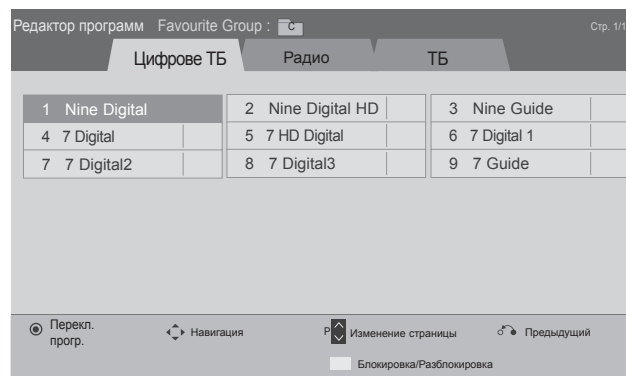 Редактор программ Favourite Group : C Стр. 1/1
Цифрове ТБ Радио ТБ
1 Nine Digital 2 Nine Digital HD 3 Nine Guide
4 7 Digital 5 7 HD Digital 6 7 Digital 1
7 7 Digital2 8 7 Digital3 9 7 Guide
Перекл. прогр. Навигация P Изменение страницы Предыдущий
Блокировка/Разблокировка